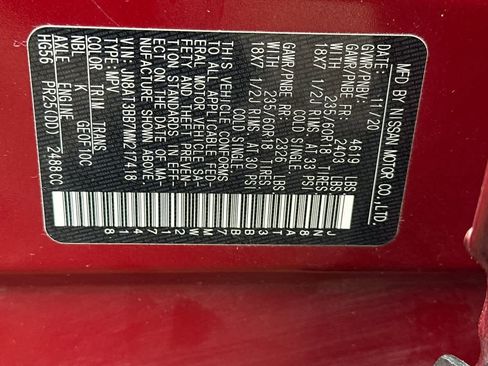 MFD BY NISSAN MOTOR CO.,LTD.
11/20
GVWR/PNBV: 4619 LBS
GAWR/PNBE FR: 2403 LBS
WITH 235/60R18 TIRES
18X7 1/2J RIMS, AT 33 PSI
COLD SINGLE.
GAWR/PNBE RR: 2326 LBS
WITH 235/60R18 TIRES
18X7 1/2J RIMS, AT 30 PSI
COLD SINGLE.
THIS VEHICLE CONFORMS
TO ALL APPLICABLE FED-
ERAL MOTOR VEHICLE SA-
FETY AND THEFT PREVEN-
TION STANDARDS IN EFF-
ECT ON THE DATE OF MA-
NUFACTURE SHOWN ABOVE.
VIN: JN8AT3BB7MW217418
TYPE: MPV
COLOR TRIM TRANS
NBL K GE0F10C
AXLE ENGINE
HG56 PR25(DD) 2488CC
JN8AT3BB7MW217418